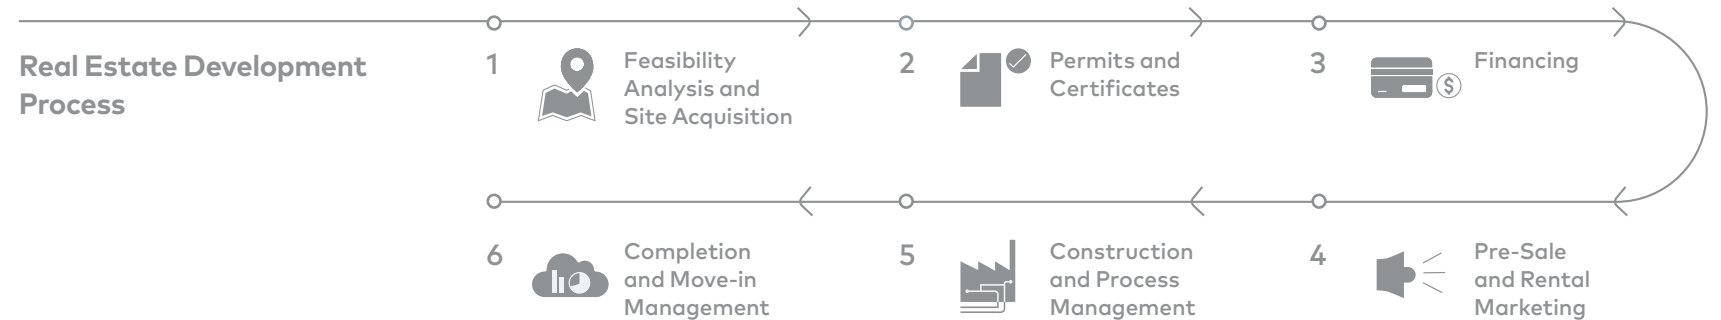 Real Estate Development
Process
1
Feasibility
Analysis and
Site Acquisition
2
Permits and
Certificates
3
$
Financing
4
Pre-Sale
and Rental
Marketing
5
Construction
and Process
Management
6
Completion
and Move-in
Management